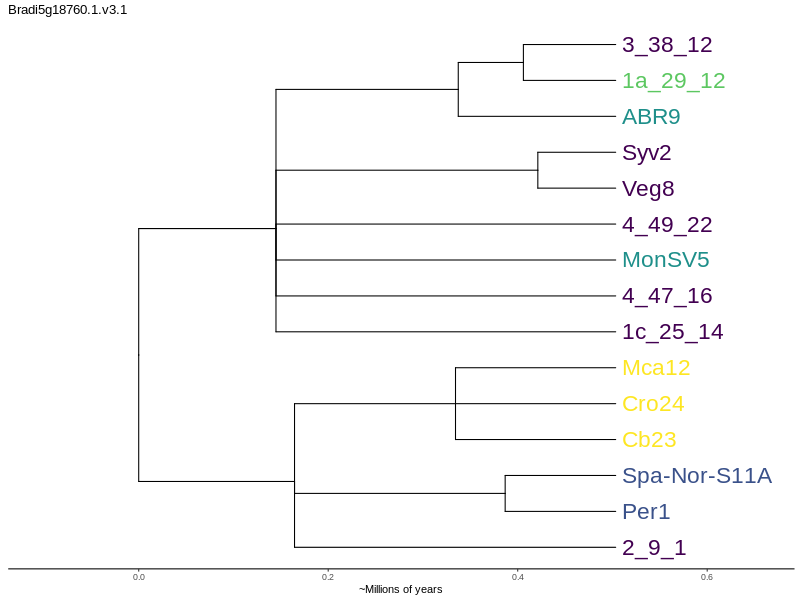 Bradi5g18760.1.v3.1
3_38_12
1a_29_12
ABR9
Syv2
Veg8
4_49_22
MonSV5
4_47_16
1c_25_14
Mca12
Cro24
Cb23
Spa-Nor-S11A
Per1
2_9_1
0.0 0.2 0.4 0.6
~Millions of years